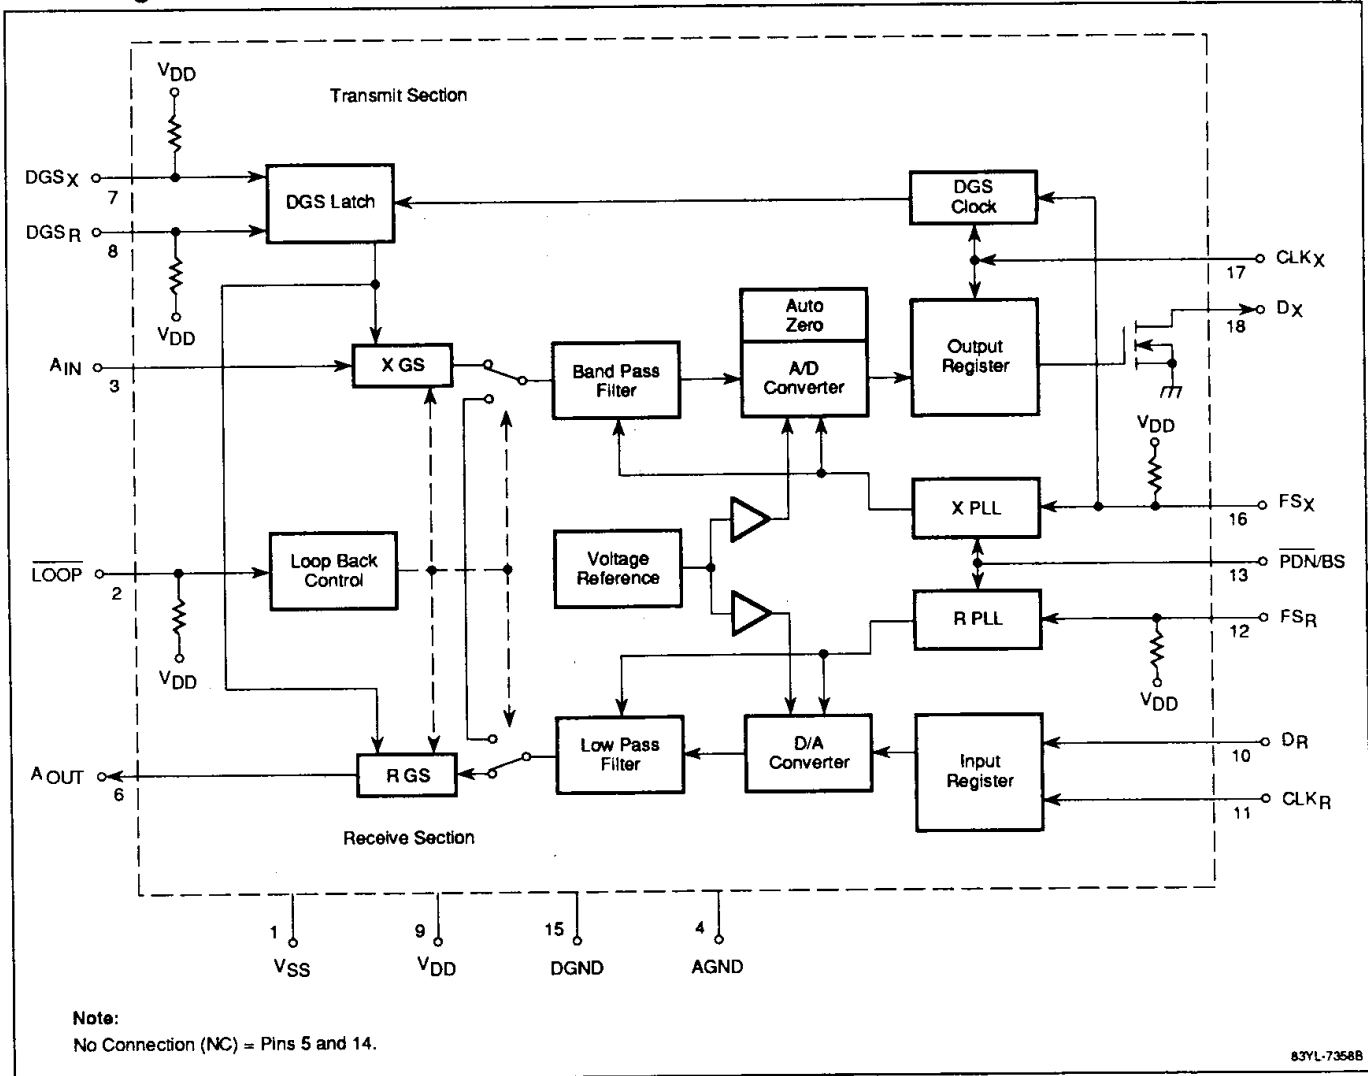 VDD
Transmit Section
DGSX
7
DGS Latch
DGS
Clock
DGSR
8
CLKX
17
VDD
Auto
Zero
DX
18
AIN
3
X GS
Band Pass
Filter
A/D
Converter
Output
Register
VDD
X PLL
FSX
16
LOOP
2
Loop Back
Control
Voltage
Reference
PDN/BS
13
R PLL
FSR
12
VDD
VDD
AOUT
6
R GS
Low Pass
Filter
D/A
Converter
Input
Register
DR
10
CLKR
11
Receive Section
1
VSS
9
VDD
15
DGND
4
AGND
Note:
No Connection (NC) = Pins 5 and 14.
83YL-7358B